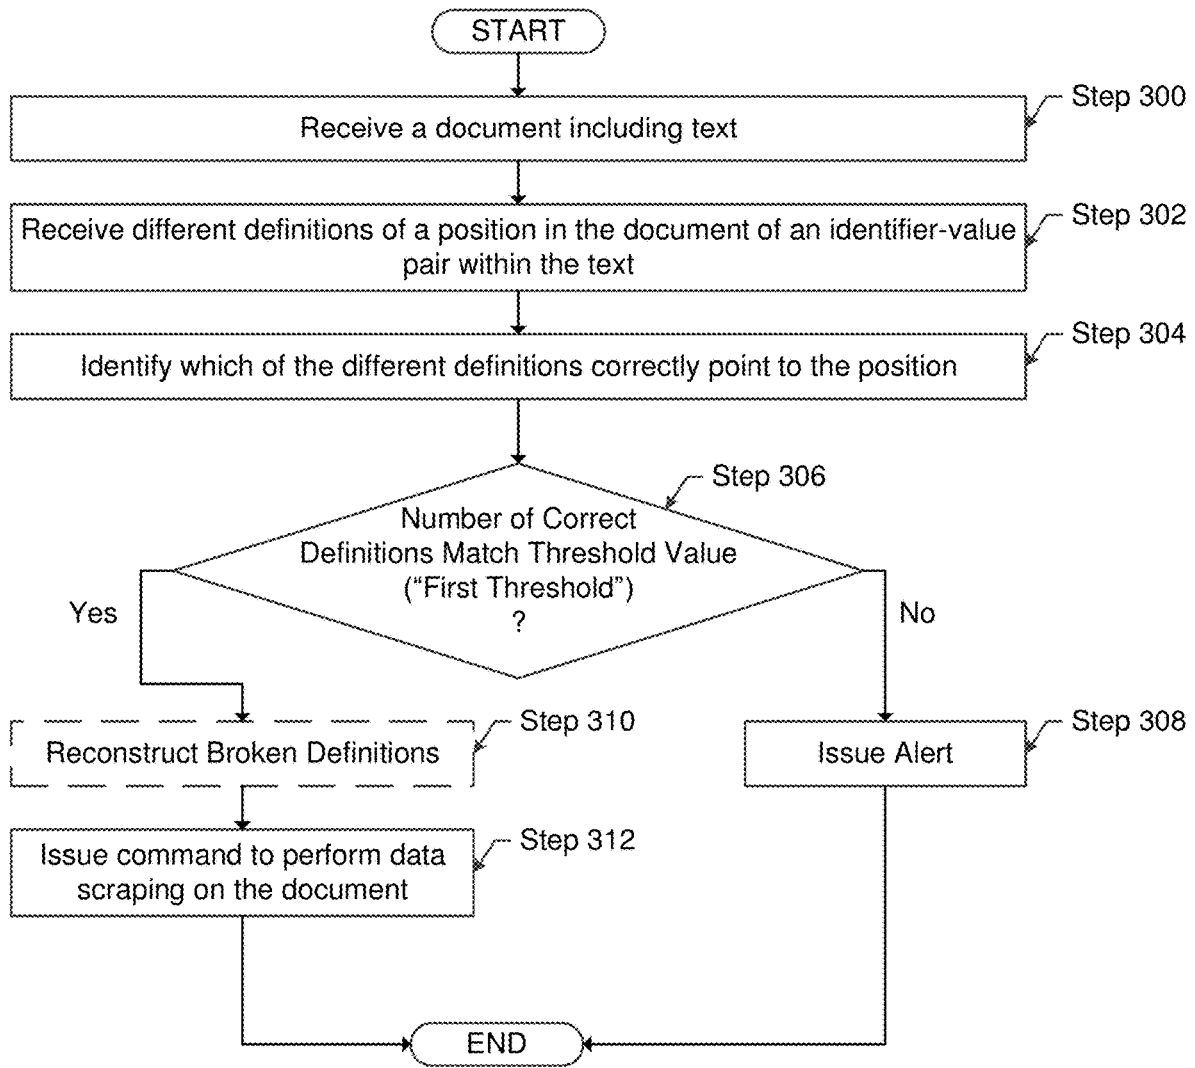 START
Step 300
Receive a document including text
Step 302
Receive different definitions of a position in the document of an identifier-value
pair within the text
Step 304
Identify which of the different definitions correctly point to the position
Step 306
Number of Correct
Definitions Match Threshold Value
(“First Threshold”)
?
Yes
No
Step 310
Reconstruct Broken Definitions
Step 308
Issue Alert
Step 312
Issue command to perform data
scraping on the document
END